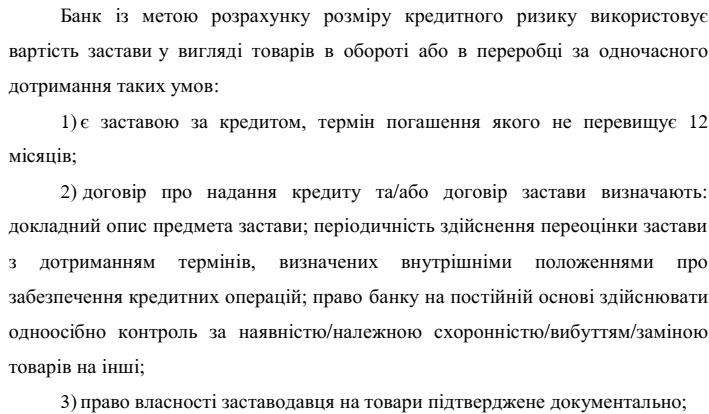 Банк із метою розрахунку розміру кредитного ризику використовує
вартість застави у вигляді товарів в обороті або в переробці за одночасного
дотримання таких умов:
1) є заставою за кредитом, термін погашення якого не перевищує 12
місяців;
2) договір про надання кредиту та/або договір застави визначають:
докладний опис предмета застави; періодичність здійснення переоцінки застави
з дотриманням термінів, визначених внутрішніми положеннями про
забезпечення кредитних операцій; право банку на постійній основі здійснювати
одноосібно контроль за наявністю/належною схоронністю/вибуттям/заміною
товарів на інші;
3) право власності заставодавця на товари підтверджене документально;